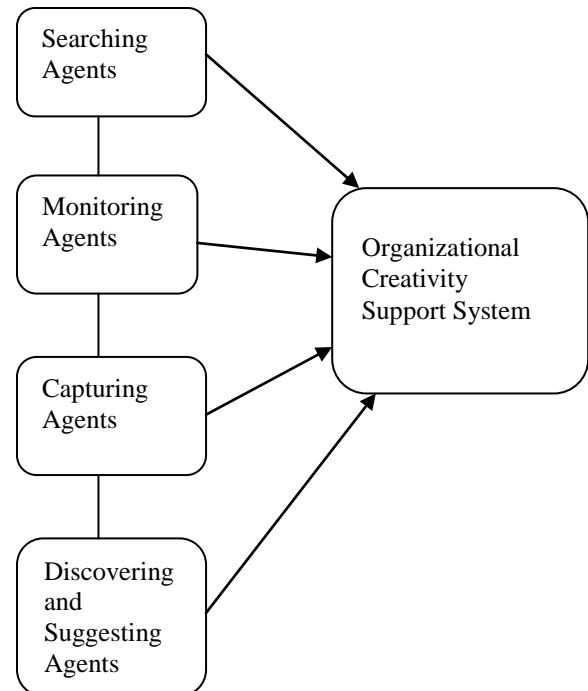 Searching
Agents
Monitoring
Agents
Organizational
Creativity
Support System
Capturing
Agents
Discovering
and
Suggesting
Agents